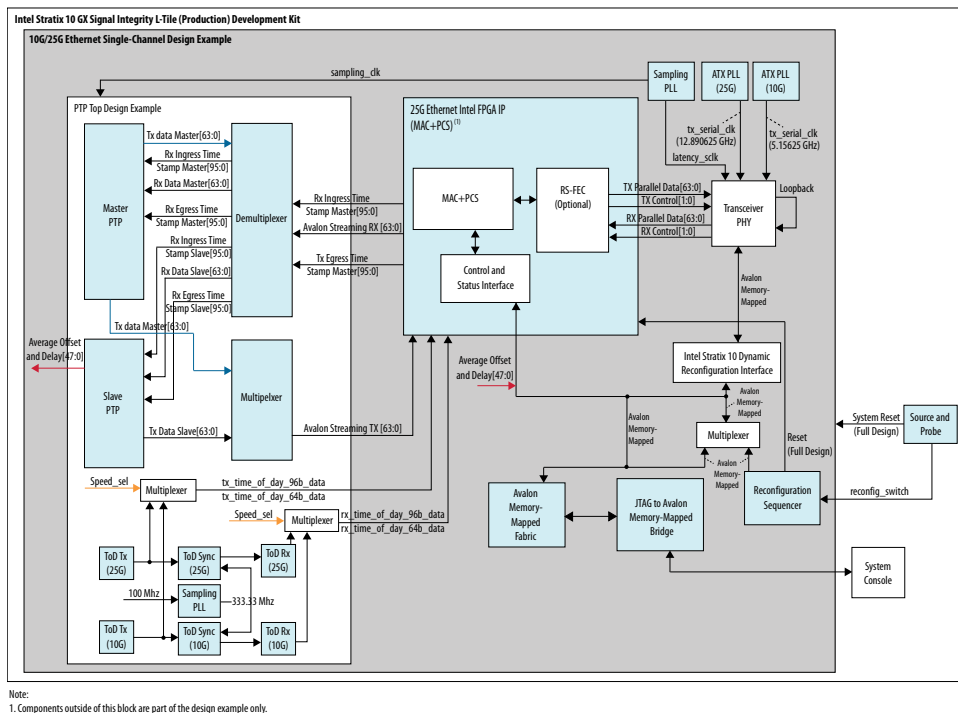 Intel Stratix 10 GX Signal Integrity L-Tile (Production) Development Kit
10G/25G Ethernet Single-Channel Design Example
sampling_clk
Sampling
PLL
ATX PLL
(25G)
ATX PLL
(10G)
tx_serial_clk
(12.890625 GHz)
tx_serial_clk
(5.15625 GHz)
latency_sclk
PTP Top Design Example
Master
PTP
Tx data Master[63:0]
Rx Ingress Time
Stamp Master[95:0]
Rx Data Master[63:0]
Rx Egress Time
Stamp Master[95:0]
Rx Ingress Time
Stamp Slave[95:0]
Rx Data Slave[63:0]
Rx Egress Time
Stamp Slave[95:0]
Tx data Master[63:0]
Demultiplexer
Rx Ingress Time
Stamp Master[95:0]
Avalon Streaming RX [63:0]
Tx Egress Time
Stamp Master[95:0]
25G Ethernet Intel FPGA IP
(MAC+PCS) (1)
MAC+PCS
RS-FEC
(Optional)
Control and
Status Interface
TX Parallel Data[63:0]
TX Control[1:0]
RX Parallel Data[63:0]
RX Control[1:0]
Transceiver
PHY
Loopback
Avalon
Memory-
Mapped
Average Offset
and Delay[47:0]
Slave
PTP
Multipelxer
Tx Data Slave[63:0]
Avalon Streaming TX [63:0]
Average Offset
and Delay[47:0]
Intel Stratix 10 Dynamic
Reconfiguration Interface
Avalon
Memory-
Mapped
Avalon
Memory-
Mapped
Multiplexer
Avalon
Memory-
Mapped
Reset
(Full Design)
System Reset
(Full Design)
Source and
Probe
reconfig_switch
Reconfiguration
Sequencer
Avalon
Memory-
Mapped
Fabric
JTAG to Avalon
Memory-Mapped
Bridge
System
Console
Speed_sel
Multiplexer
tx_time_of_day_96b_data
tx_time_of_day_64b_data
Speed_sel
Multiplexer
rx_time_of_day_96b_data
rx_time_of_day_64b_data
ToD Tx
(25G)
ToD Sync
(25G)
ToD Rx
(25G)
100 Mhz
Sampling
PLL
333.33 Mhz
ToD Tx
(10G)
ToD Sync
(10G)
ToD Rx
(10G)
Note:
1. Components outside of this block are part of the design example only.